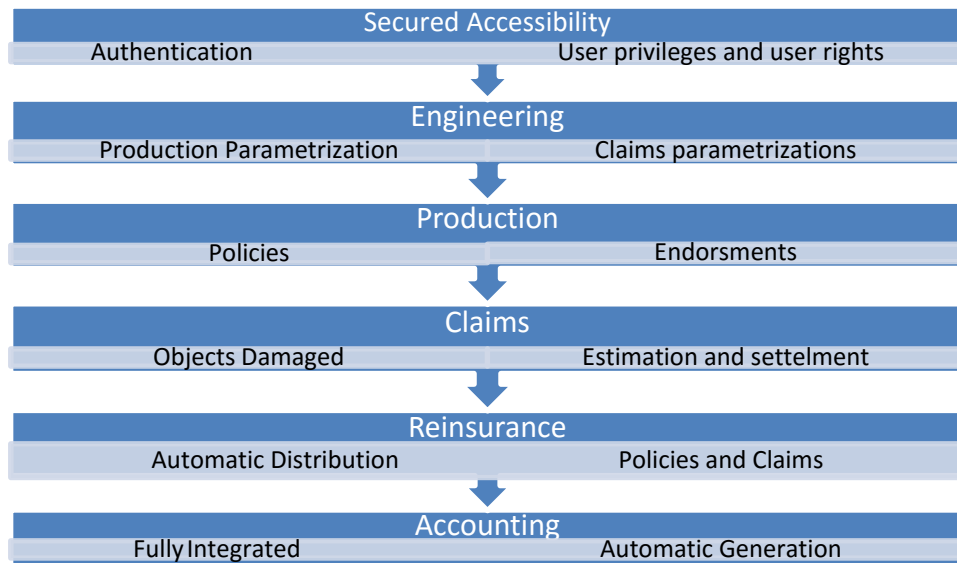 Secured Accessibility
Authentication
User privileges and user rights
Engineering
Production Parametrization
Claims parametrizations
Production
Policies
Endorsments
Claims
Objects Damaged
Estimation and settelment
Reinsurance
Automatic Distribution
Policies and Claims
Accounting
Fully Integrated
Automatic Generation